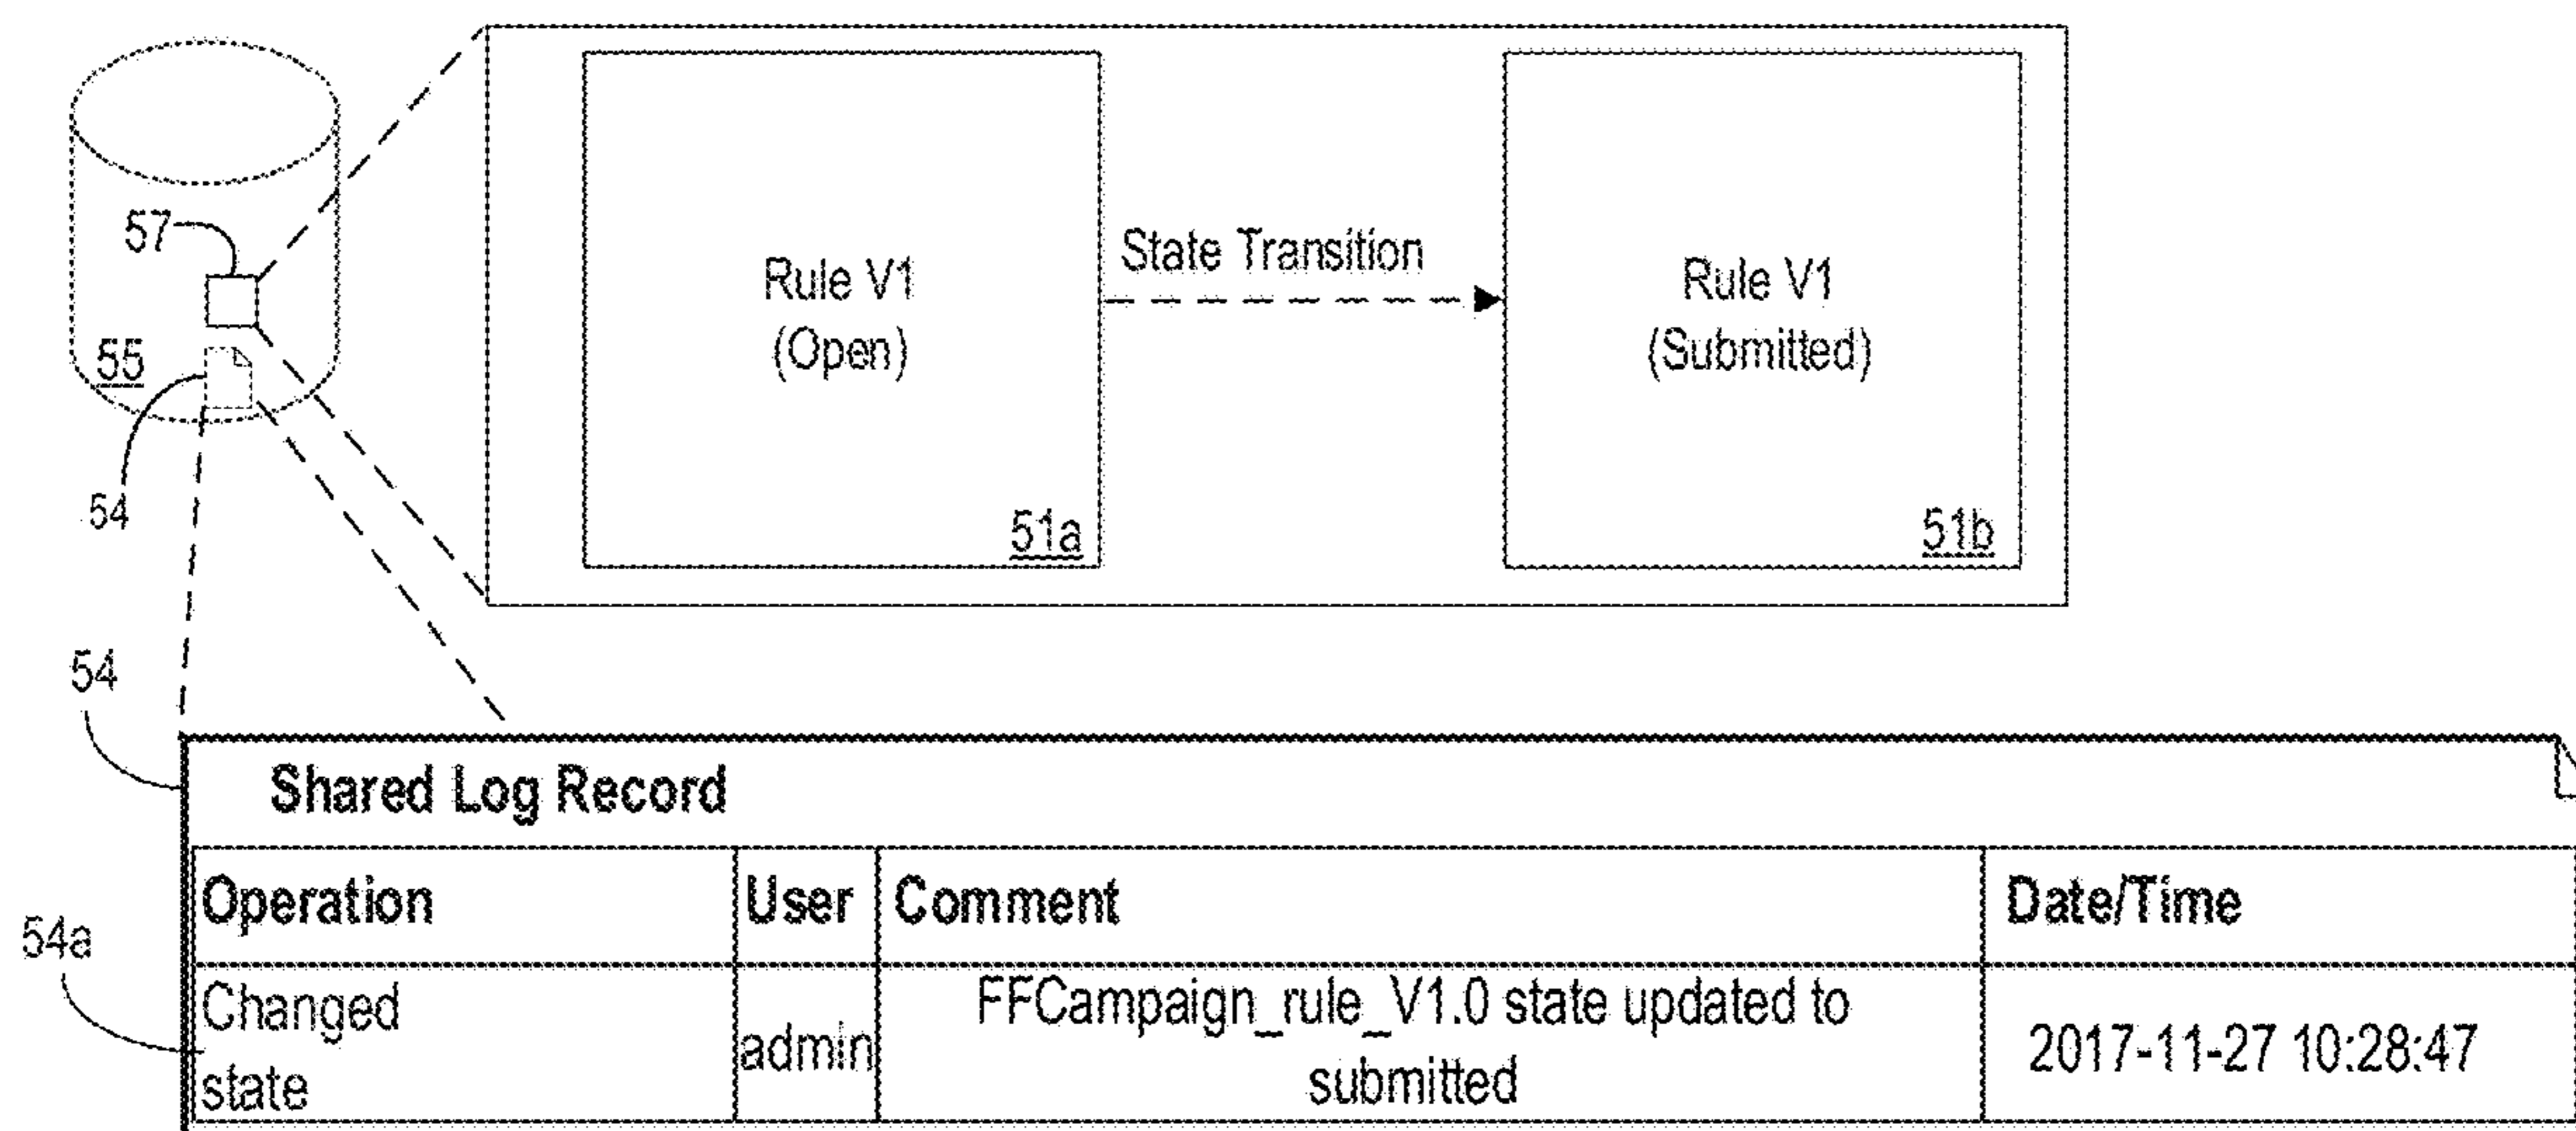 57
55
54
Rule V1
(Open)
51a
State Transition
Rule V1
(Submitted)
51b
54
Shared Log Record
Operation User Comment Date/Time
54a
Changed
state
admin
FFCampaign_rule_V1.0 state updated to
submitted
2017-11-27 10:28:47